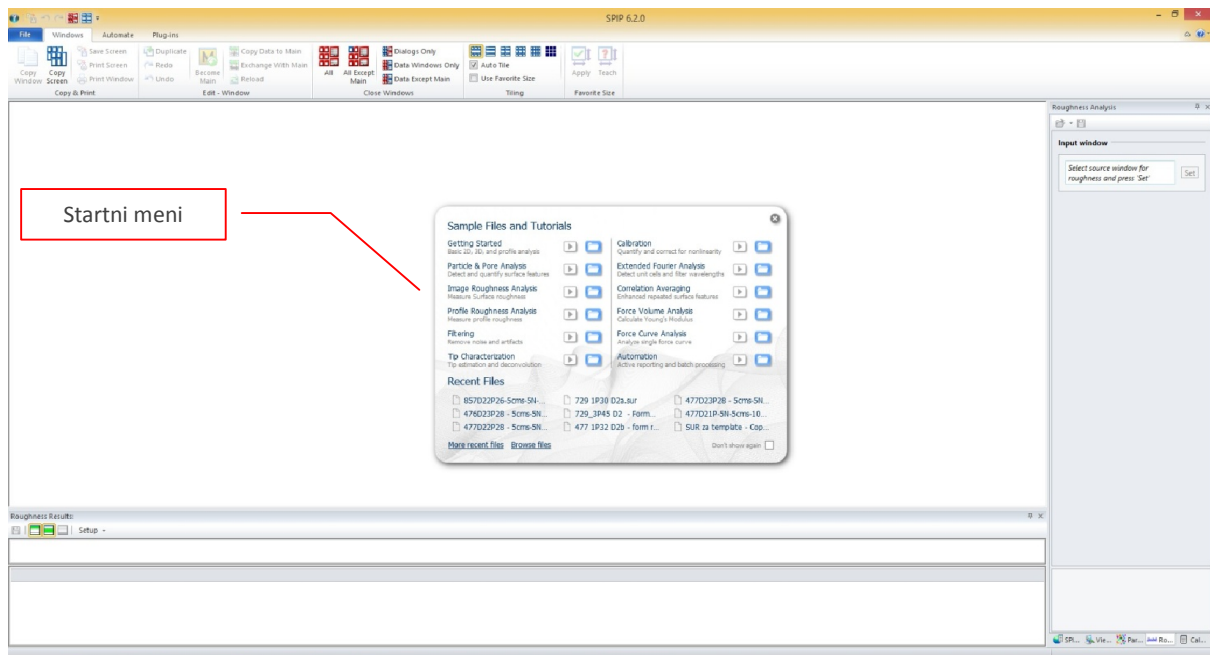 SPIP 6.2.0
File Windows Automate Plug-ins
Copy Window
Copy Screen
Save Screen
Print Screen
Print Window
Copy & Print
Duplicate
Redo
Undo
Become Main
Copy Data to Main
Exchange With Main
Reload
Edit - Window
All
All Except Main
Dialogs Only
Data Windows Only
Data Except Main
Close Windows
Auto Tile
Use Favorite Size
Tiling
Apply Teach
Favorite Size
Roughness Analysis
Input window
Select source window for
roughness and press 'Set'
Set
Startni meni
Sample Files and Tutorials
Getting Started
Basic 2D, 3D, and profile analysis
Particle & Pore Analysis
Detect and quantify surface features
Image Roughness Analysis
Measure Surface roughness
Profile Roughness Analysis
Measure profile roughness
Filtering
Remove noise and artifacts
Tip Characterization
Tip estimation and deconvolution
Calibration
Quantify and correct for nonlinearity
Extended Fourier Analysis
Detect unit cells and filter wavelengths
Correlation Averaging
Enhanced repeated surface features
Force Volume Analysis
Calculate Young's Modulus
Force Curve Analysis
Analyze single force curve
Automation
Active reporting and batch processing
Recent Files
857D22P26-5cms-5N-...
476D23P28 - 5cms-5N...
477D22P28 - 5cms-5N...
729 1P30 D2a.sur
729_3P45 D2 - Form...
477 1P32 D2b - form r...
477D23P28 - 5cms-5N...
477D21P-5N-5cms-10...
SUR za template - Cop...
More recent files Browse files
Don't show again
Roughness Results
Setup
SPI... Vie... Par... Ro... Cal...